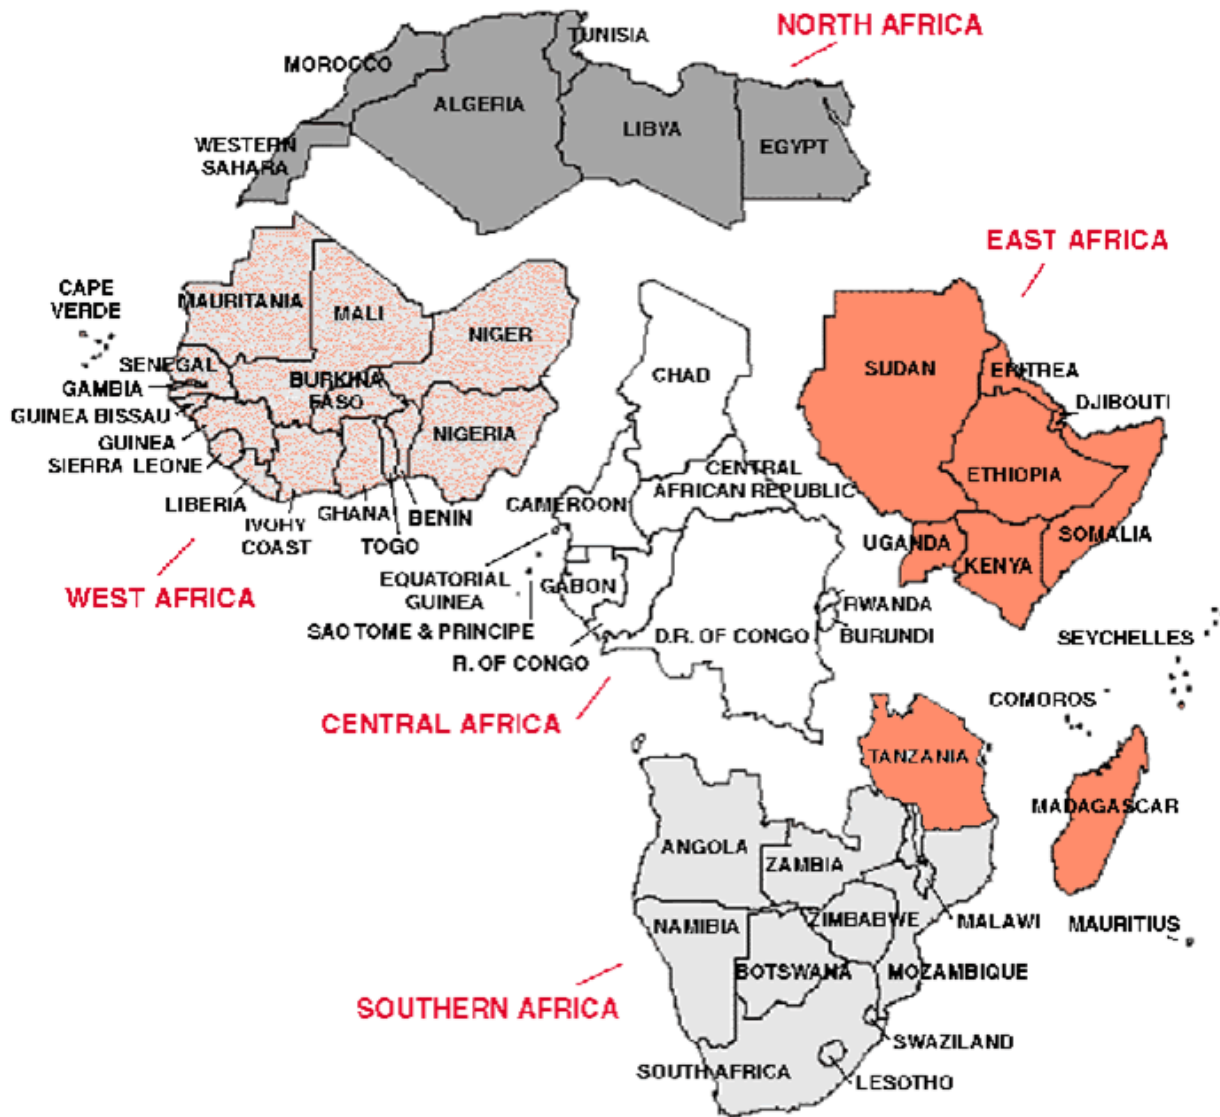 NORTH AFRICA
TUNISIA
MOROCCO
ALGERIA
LIBYA
EGYPT
WESTERN
SAHARA
EAST AFRICA
CAPE
VERDE
MAURITANIA
MALI
NIGER
SENEGAL
GAMBIA
BURKINA
FASO
GUINEA BISSAU
GUINEA
SIERRA LEONE
NIGERIA
LIBERIA
IVORY
COAST
GHANA
TOGO
BENIN
WEST AFRICA
CHAD
CENTRAL
AFRICAN REPUBLIC
CAMEROON
EQUATORIAL
GUINEA
GABON
SAO TOME & PRINCIPE
R. OF CONGO
D.R. OF CONGO
RWANDA
BURUNDI
CENTRAL AFRICA
SUDAN
ERITREA
DJIBOUTI
ETHIOPIA
SOMALIA
UGANDA
KENYA
SEYCHELLES
COMOROS
TANZANIA
MADAGASCAR
MAURITIUS
ANGOLA
ZAMBIA
MALAWI
NAMIBIA
ZIMBABWE
BOTSWANA
MOZAMBIQUE
SOUTHERN AFRICA
SWAZILAND
SOUTH AFRICA
LESOTHO